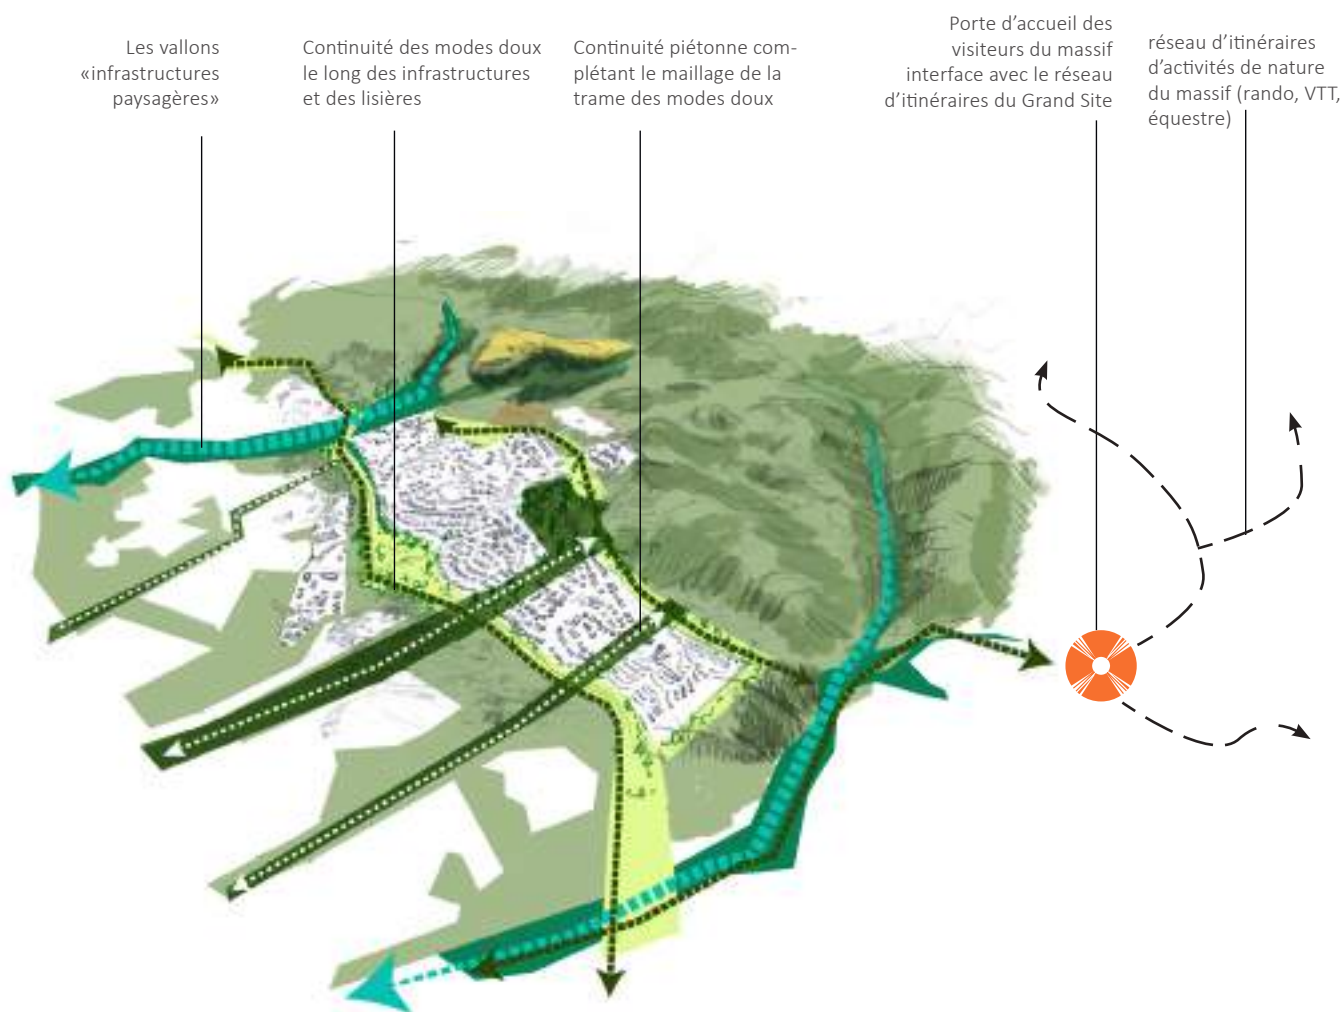 Les vallons
«infrastructures
paysagères»
Continuité des modes doux
le long des infrastructures
et des lisières
Continuité piétonne com-
plétant le maillage de la
trame des modes doux
Porte d’accueil des
visiteurs du massif
interface avec le réseau
d’itinéraires du Grand Site
réseau d’itinéraires
d’activités de nature
du massif (rando, VTT,
équestre)